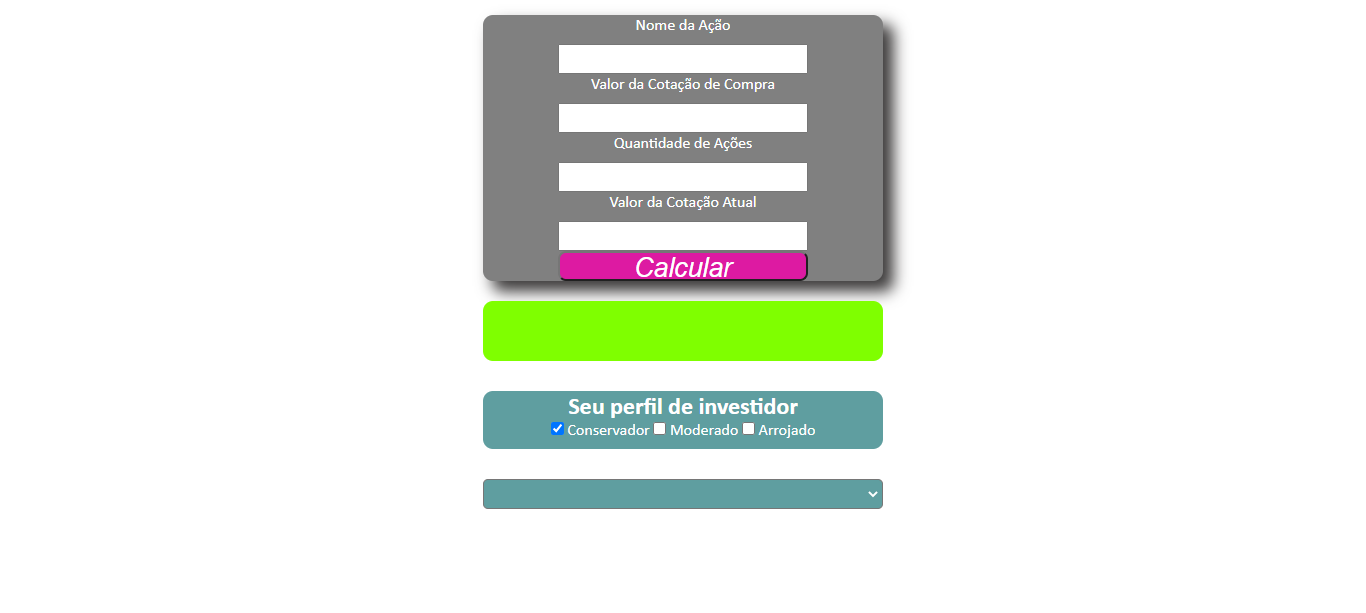 Nome da Ação
Valor da Cotação de Compra
Quantidade de Ações
Valor da Cotação Atual
Calcular
Seu perfil de investidor
Conservador Moderado Arrojado